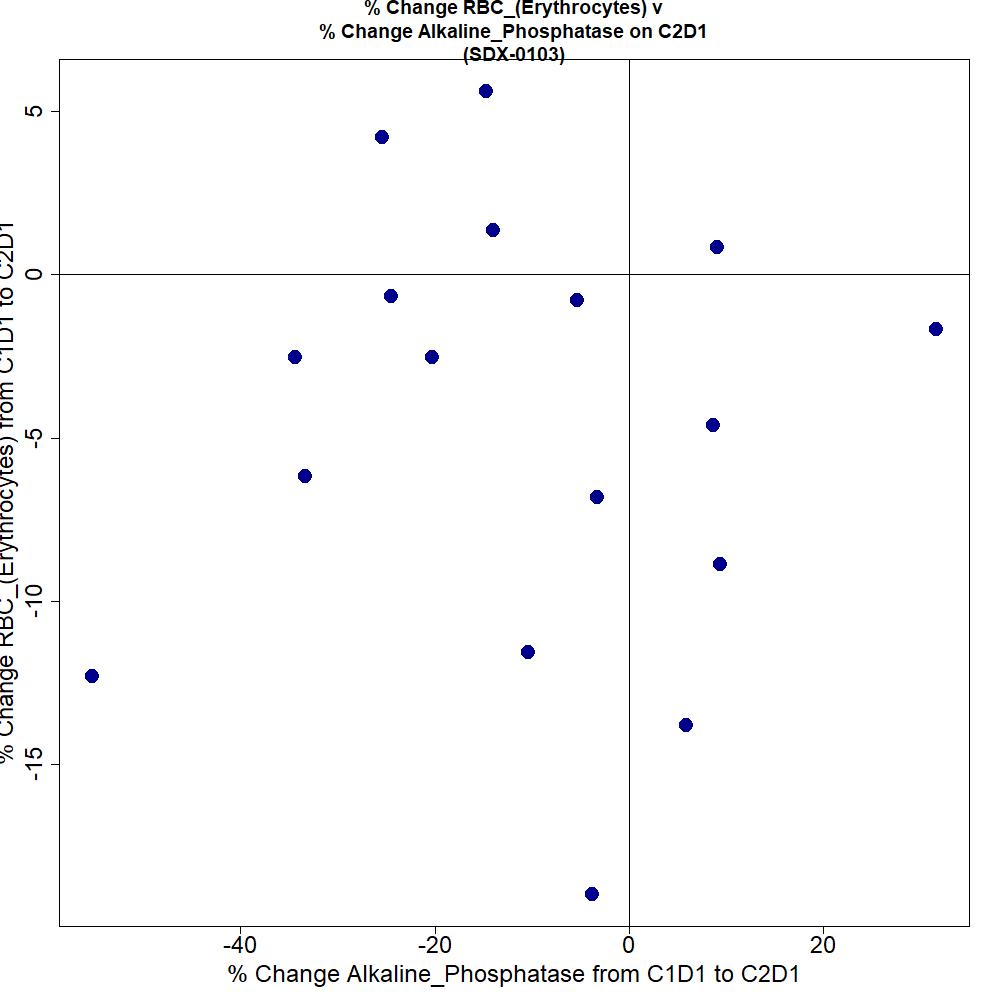 % Change RBC_(Erythrocytes) v
% Change Alkaline_Phosphatase on C2D1
(SDX-0103)
% Change RBC_(Erythrocytes) from C1D1 to C2D1
5
0
-5
-10
-15
-40
-20
0
20
% Change Alkaline_Phosphatase from C1D1 to C2D1